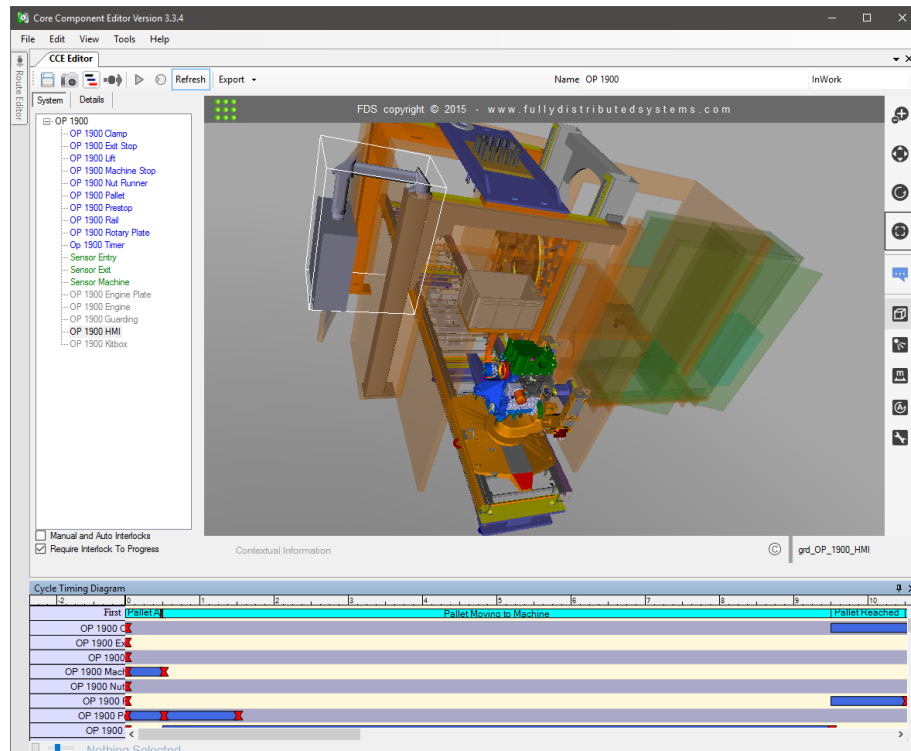 Core Component Editor Version 3.3.4
File Edit View Tools Help
CCE Editor
Route Editor
Refresh Export Name OP 1900 InWork
System Details
FDS copyright © 2015 - www.fullydistributedsystems.com
OP 1900
OP 1900 Clamp
OP 1900 Exit Stop
OP 1900 Lift
OP 1900 Machine Stop
OP 1900 Nut Runner
OP 1900 Pallet
OP 1900 Prestop
OP 1900 Rail
OP 1900 Rotary Plate
Op 1900 Timer
Sensor Entry
Sensor Exit
Sensor Machine
OP 1900 Engine Plate
OP 1900 Engine
OP 1900 Guarding
OP 1900 HMI
OP 1900 Kitbox
m
A
Manual and Auto Interlocks
Require Interlock To Progress
Contextual Information
© grd_OP_1900_HMI
Cycle Timing Diagram
-2 0 1 2 3 4 5 6 7 8 9 10
First Pallet A Pallet Moving to Machine Pallet Reached
OP 1900 C
OP 1900 Ex
OP 1900
OP 1900 Mach
OP 1900 Nut
OP 1900 F
OP 1900 P
OP 1900
Nothing Selected